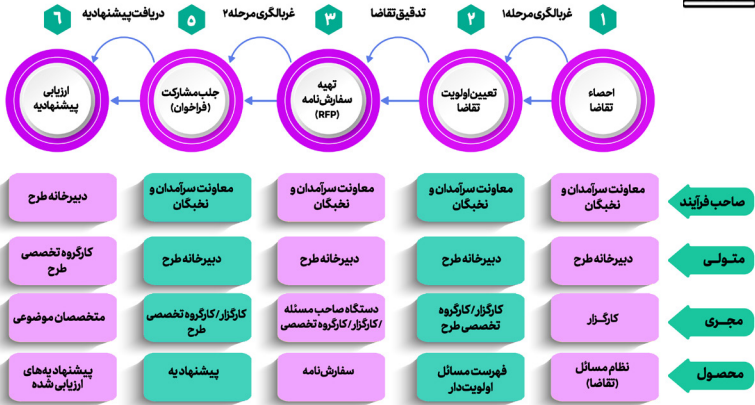 ۱ غربالگری مرحله۱ ۲ تدقیق تقاضا ۳ غربالگری مرحله۲ ۵ دریافت پیشنهادیه ۶
احصاء
تقاضا
تعیین اولویت
تقاضا
تهیه
سفارش‌نامه
(RFP)
جلب مشارکت
(فراخوان)
ارزیابی
پیشنهادیه
صاحب فرآیند
معاونت سرآمدان و
نخبگان
معاونت سرآمدان و
نخبگان
معاونت سرآمدان و
نخبگان
معاونت سرآمدان و
نخبگان
دبیرخانه طرح
متولی
دبیرخانه طرح
دبیرخانه طرح
دبیرخانه طرح
دبیرخانه طرح
کارگروه تخصصی
طرح
مجری
کارگزار
کارگزار/کارگروه
تخصصی طرح
دستگاه صاحب مسئله
/کارگزار/کارگروه تخصصی
کارگزار/کارگروه تخصصی
طرح
متخصصان موضوعی
محصول
نظام مسائل
(تقاضا)
فهرست مسائل
اولویت‌دار
سفارش‌نامه
پیشنهادیه
پیشنهادیه‌های
ارزیابی شده